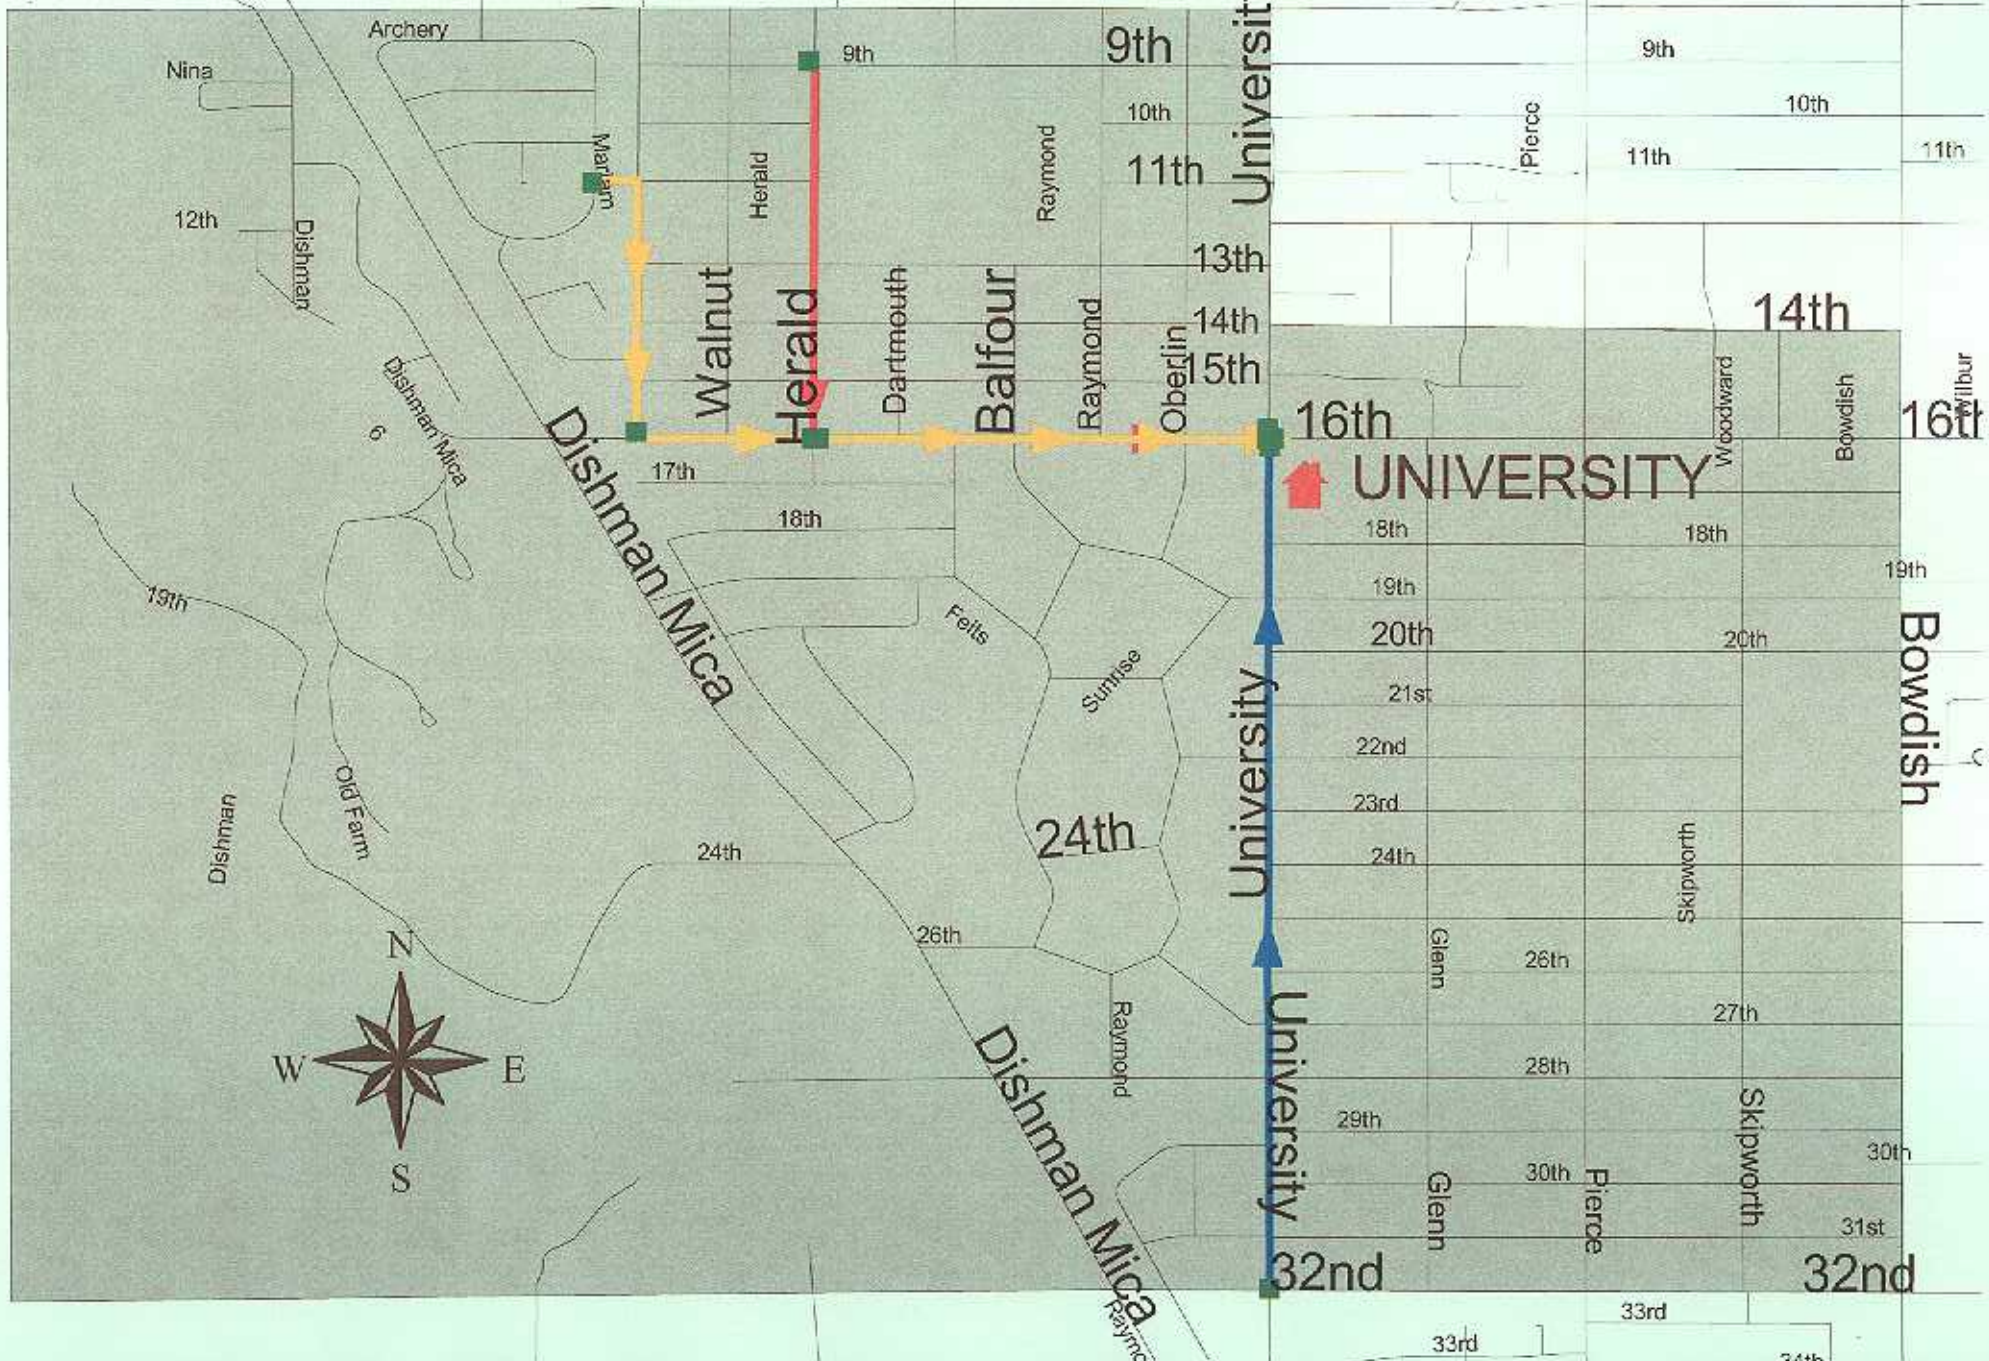 Archery
Nina
9th
9th
University
9th
10th
10th
Pierce
Mariam
Herald
Raymond
11th
11th
11th
12th
Dishman
13th
Walnut
Herald
Dartmouth
Balfour
Raymond
Oberlin
14th
14th
15th
Dishman Mica
6
16th
Woodward
Bowdish
Wilbur
Dishman Mica
17th
UNIVERSITY
18th
18th
18th
19th
19th
19th
Felts
20th
20th
Sunrise
University
21st
Bowdish
22nd
Dishman
Old Farm
23rd
24th
24th
24th
Skipworth
N
26th
Glenn
26th
W
E
S
Dishman Mica
Raymond
University
27th
28th
29th
Skipworth
30th
30th
Glenn
Pierce
31st
32nd
32nd
33rd
33rd